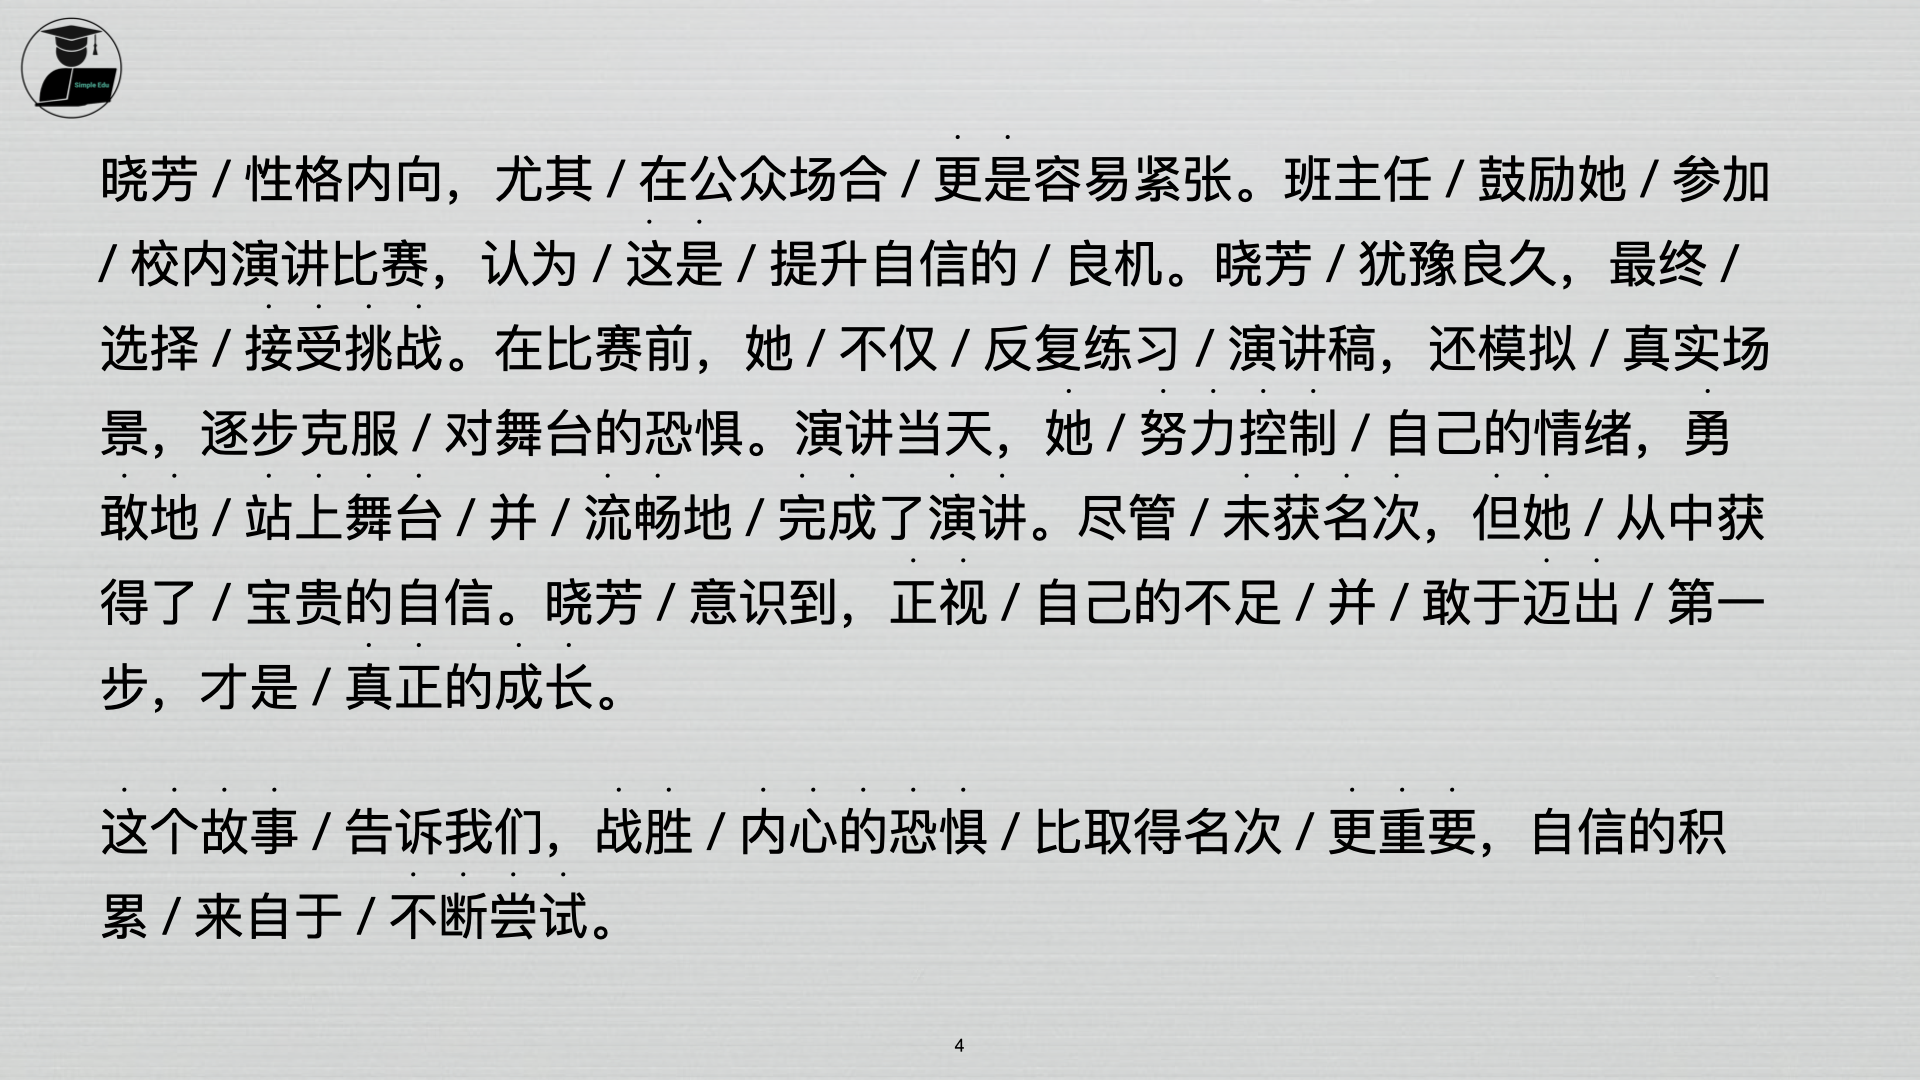 Simple Edu
晓芳 / 性格内向，尤其 / 在公众场合 / 更是容易紧张。班主任 / 鼓励她 / 参加
/ 校内演讲比赛，认为 / 这是 / 提升自信的 / 良机。晓芳 / 犹豫良久，最终 /
选择 / 接受挑战。在比赛前，她 / 不仅 / 反复练习 / 演讲稿，还模拟 / 真实场
景，逐步克服 / 对舞台的恐惧。演讲当天，她 / 努力控制 / 自己的情绪，勇
敢地 / 站上舞台 / 并 / 流畅地 / 完成了演讲。尽管 / 未获名次，但她 / 从中获
得了 / 宝贵的自信。晓芳 / 意识到，正视 / 自己的不足 / 并 / 敢于迈出 / 第一
步，才是 / 真正的成长。
这个故事 / 告诉我们，战胜 / 内心的恐惧 / 比取得名次 / 更重要，自信的积
累 / 来自于 / 不断尝试。
4